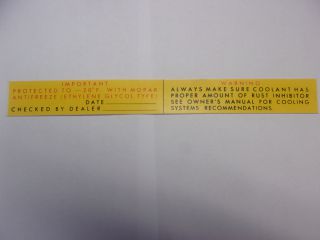 IMPORTANT
PROTECTED TO -20°F. WITH MOPAR
ANTIFREEZE (ETHYLENE GLYCOL TYPE)
DATE
CHECKED BY DEALER
WARNING
ALWAYS MAKE SURE COOLANT HAS
PROPER AMOUNT OF RUST INHIBITOR
SEE OWNER'S MANUAL FOR COOLING
SYSTEMS RECOMMENDATIONS.